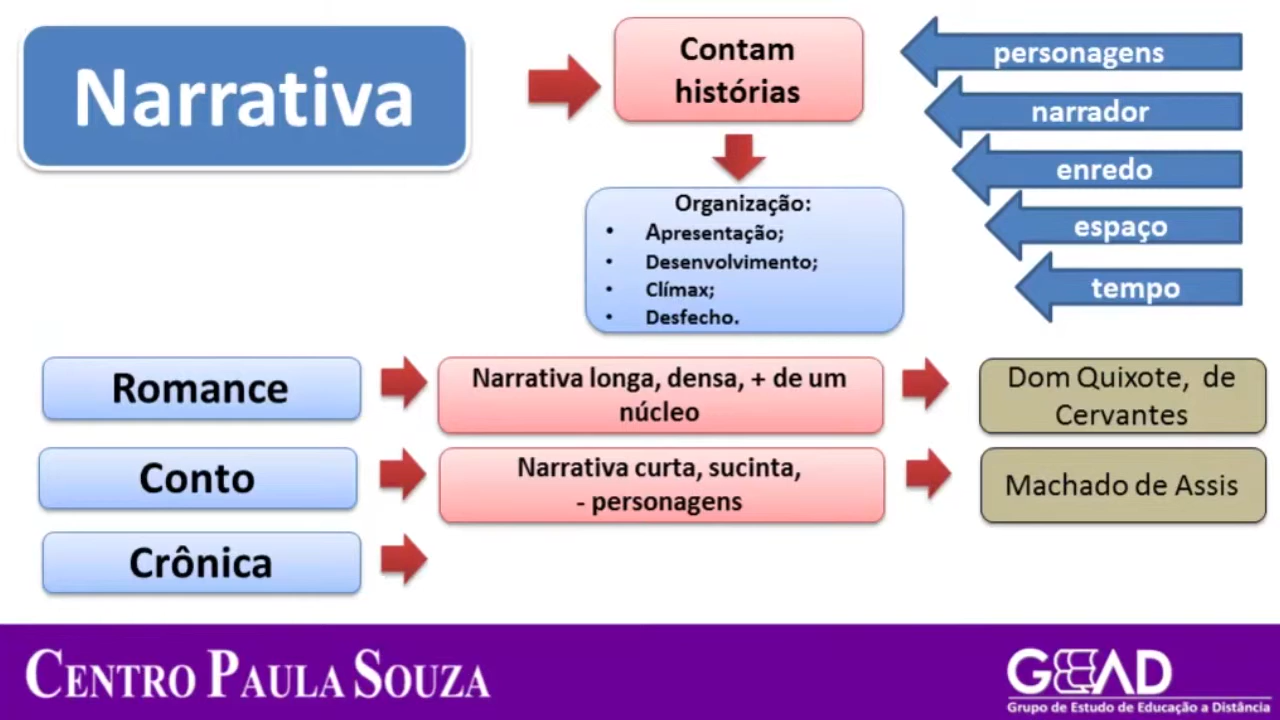 Narrativa
Contam
histórias
personagens
narrador
enredo
espaço
tempo
Organização:
• Apresentação;
• Desenvolvimento;
• Clímax;
• Desfecho.
Romance
Narrativa longa, densa, + de um
núcleo
Dom Quixote, de
Cervantes
Conto
Narrativa curta, sucinta,
- personagens
Machado de Assis
Crônica
CENTRO PAULA SOUZA
GEEAD
Grupo de Estudo de Educação a Distância